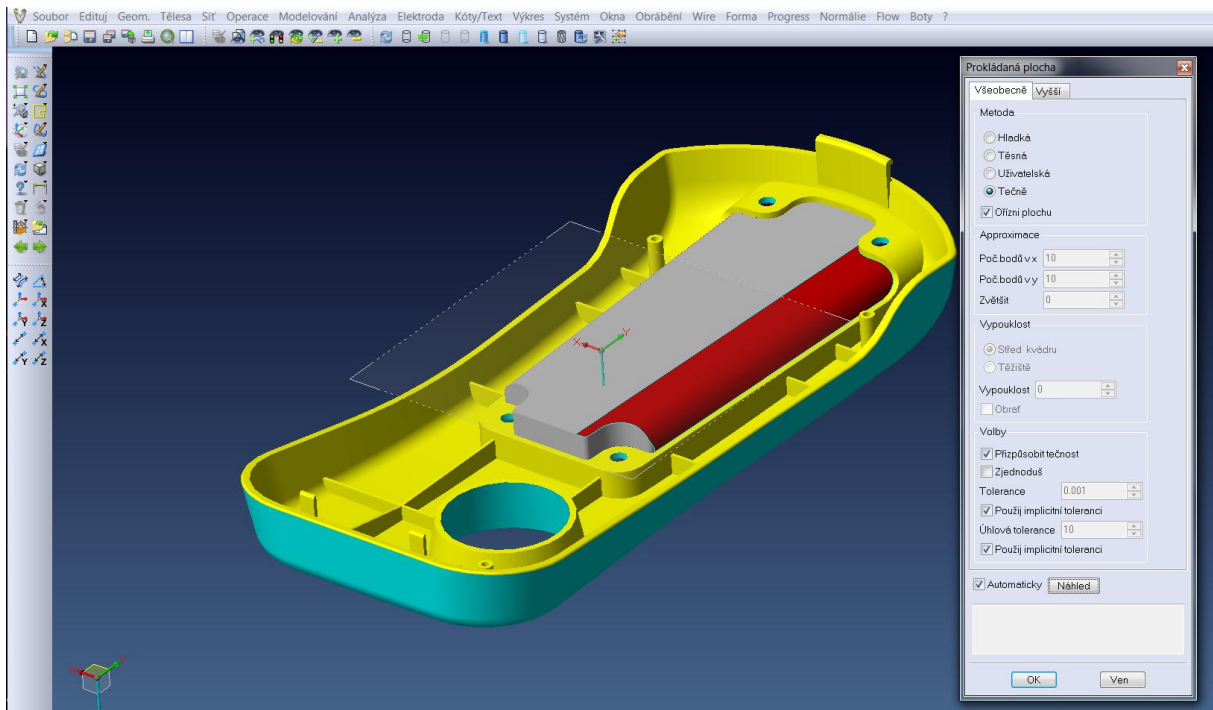 Soubor Edituj Geom. Tělesa Síť Operace Modelování Analýza Elektroda Kóty/Text Výkres Systém Okna Obrábění Wire Forma Progress Normálie Flow Boty ?
Prokládaná plocha
Všeobecně Vyšší
Metoda
Hladká
Těsná
Uživatelská
Tečně
Ořízni plochu
Approximace
Poč.bodů v x 10
Poč.bodů v y 10
Zvětšit 0
Vypouklost
Střed kvádru
Těžiště
Vypouklost 0
Obrať
Volby
Přizpůsobit tečnost
Zjednoduš
Tolerance 0.001
Použij implicitní toleranci
Úhlová tolerance 10
Použij implicitní toleranci
Automaticky Náhled
OK Ven
X Y
X
Y Z
X
Y Z